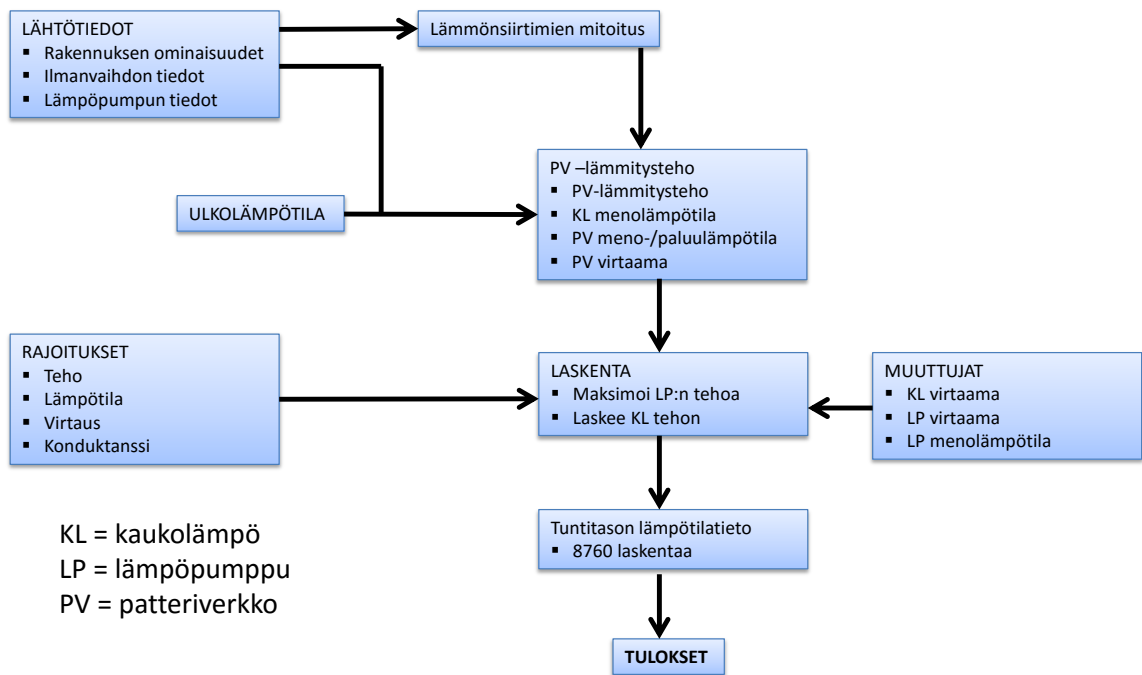 LÄHTÖTIEDOT
▪ Rakennuksen ominaisuudet
▪ Ilmanvaihdon tiedot
▪ Lämpöpumpun tiedot
Lämmönsiirtimien mitoitus
ULKOLÄMPÖTILA
PV –lämmitysteho
▪ PV-lämmitysteho
▪ KL menolämpötila
▪ PV meno-/paluulämpötila
▪ PV virtaama
RAJOITUKSET
▪ Teho
▪ Lämpötila
▪ Virtaus
▪ Konduktanssi
LASKENTA
▪ Maksimoi LP:n tehoa
▪ Laskee KL tehon
MUUTTUJAT
▪ KL virtaama
▪ LP virtaama
▪ LP menolämpötila
Tuntitason lämpötilatieto
▪ 8760 laskentaa
KL = kaukolämpö
LP = lämpöpumppu
PV = patteriverkko
TULOKSET